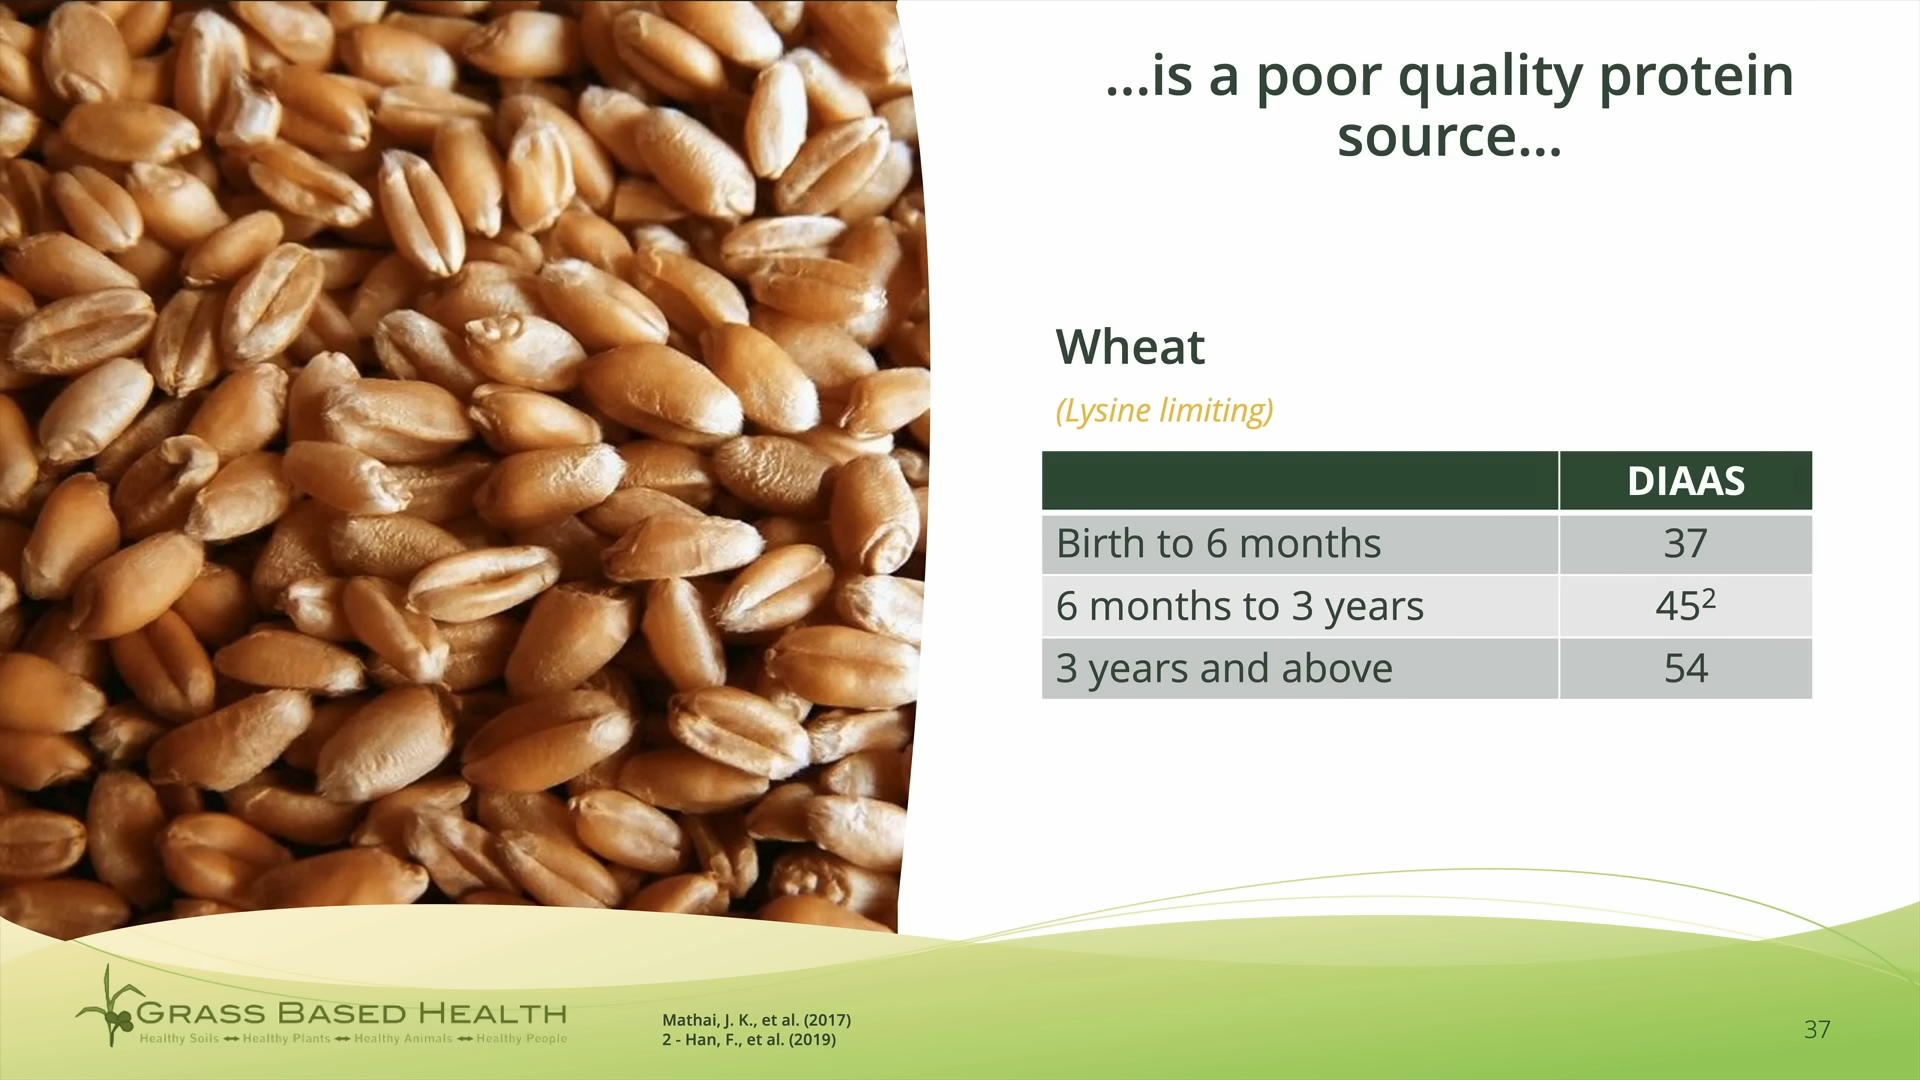 ...is a poor quality protein
source...
Wheat
(Lysine limiting)
DIAAS
Birth to 6 months 37
6 months to 3 years 45²
3 years and above 54
GRASS BASED HEALTH
Healthy Soils ⬌ Healthy Plants ⬌ Healthy Animals ⬌ Healthy People
Mathai, J. K., et al. (2017)
2 - Han, F., et al. (2019)
37